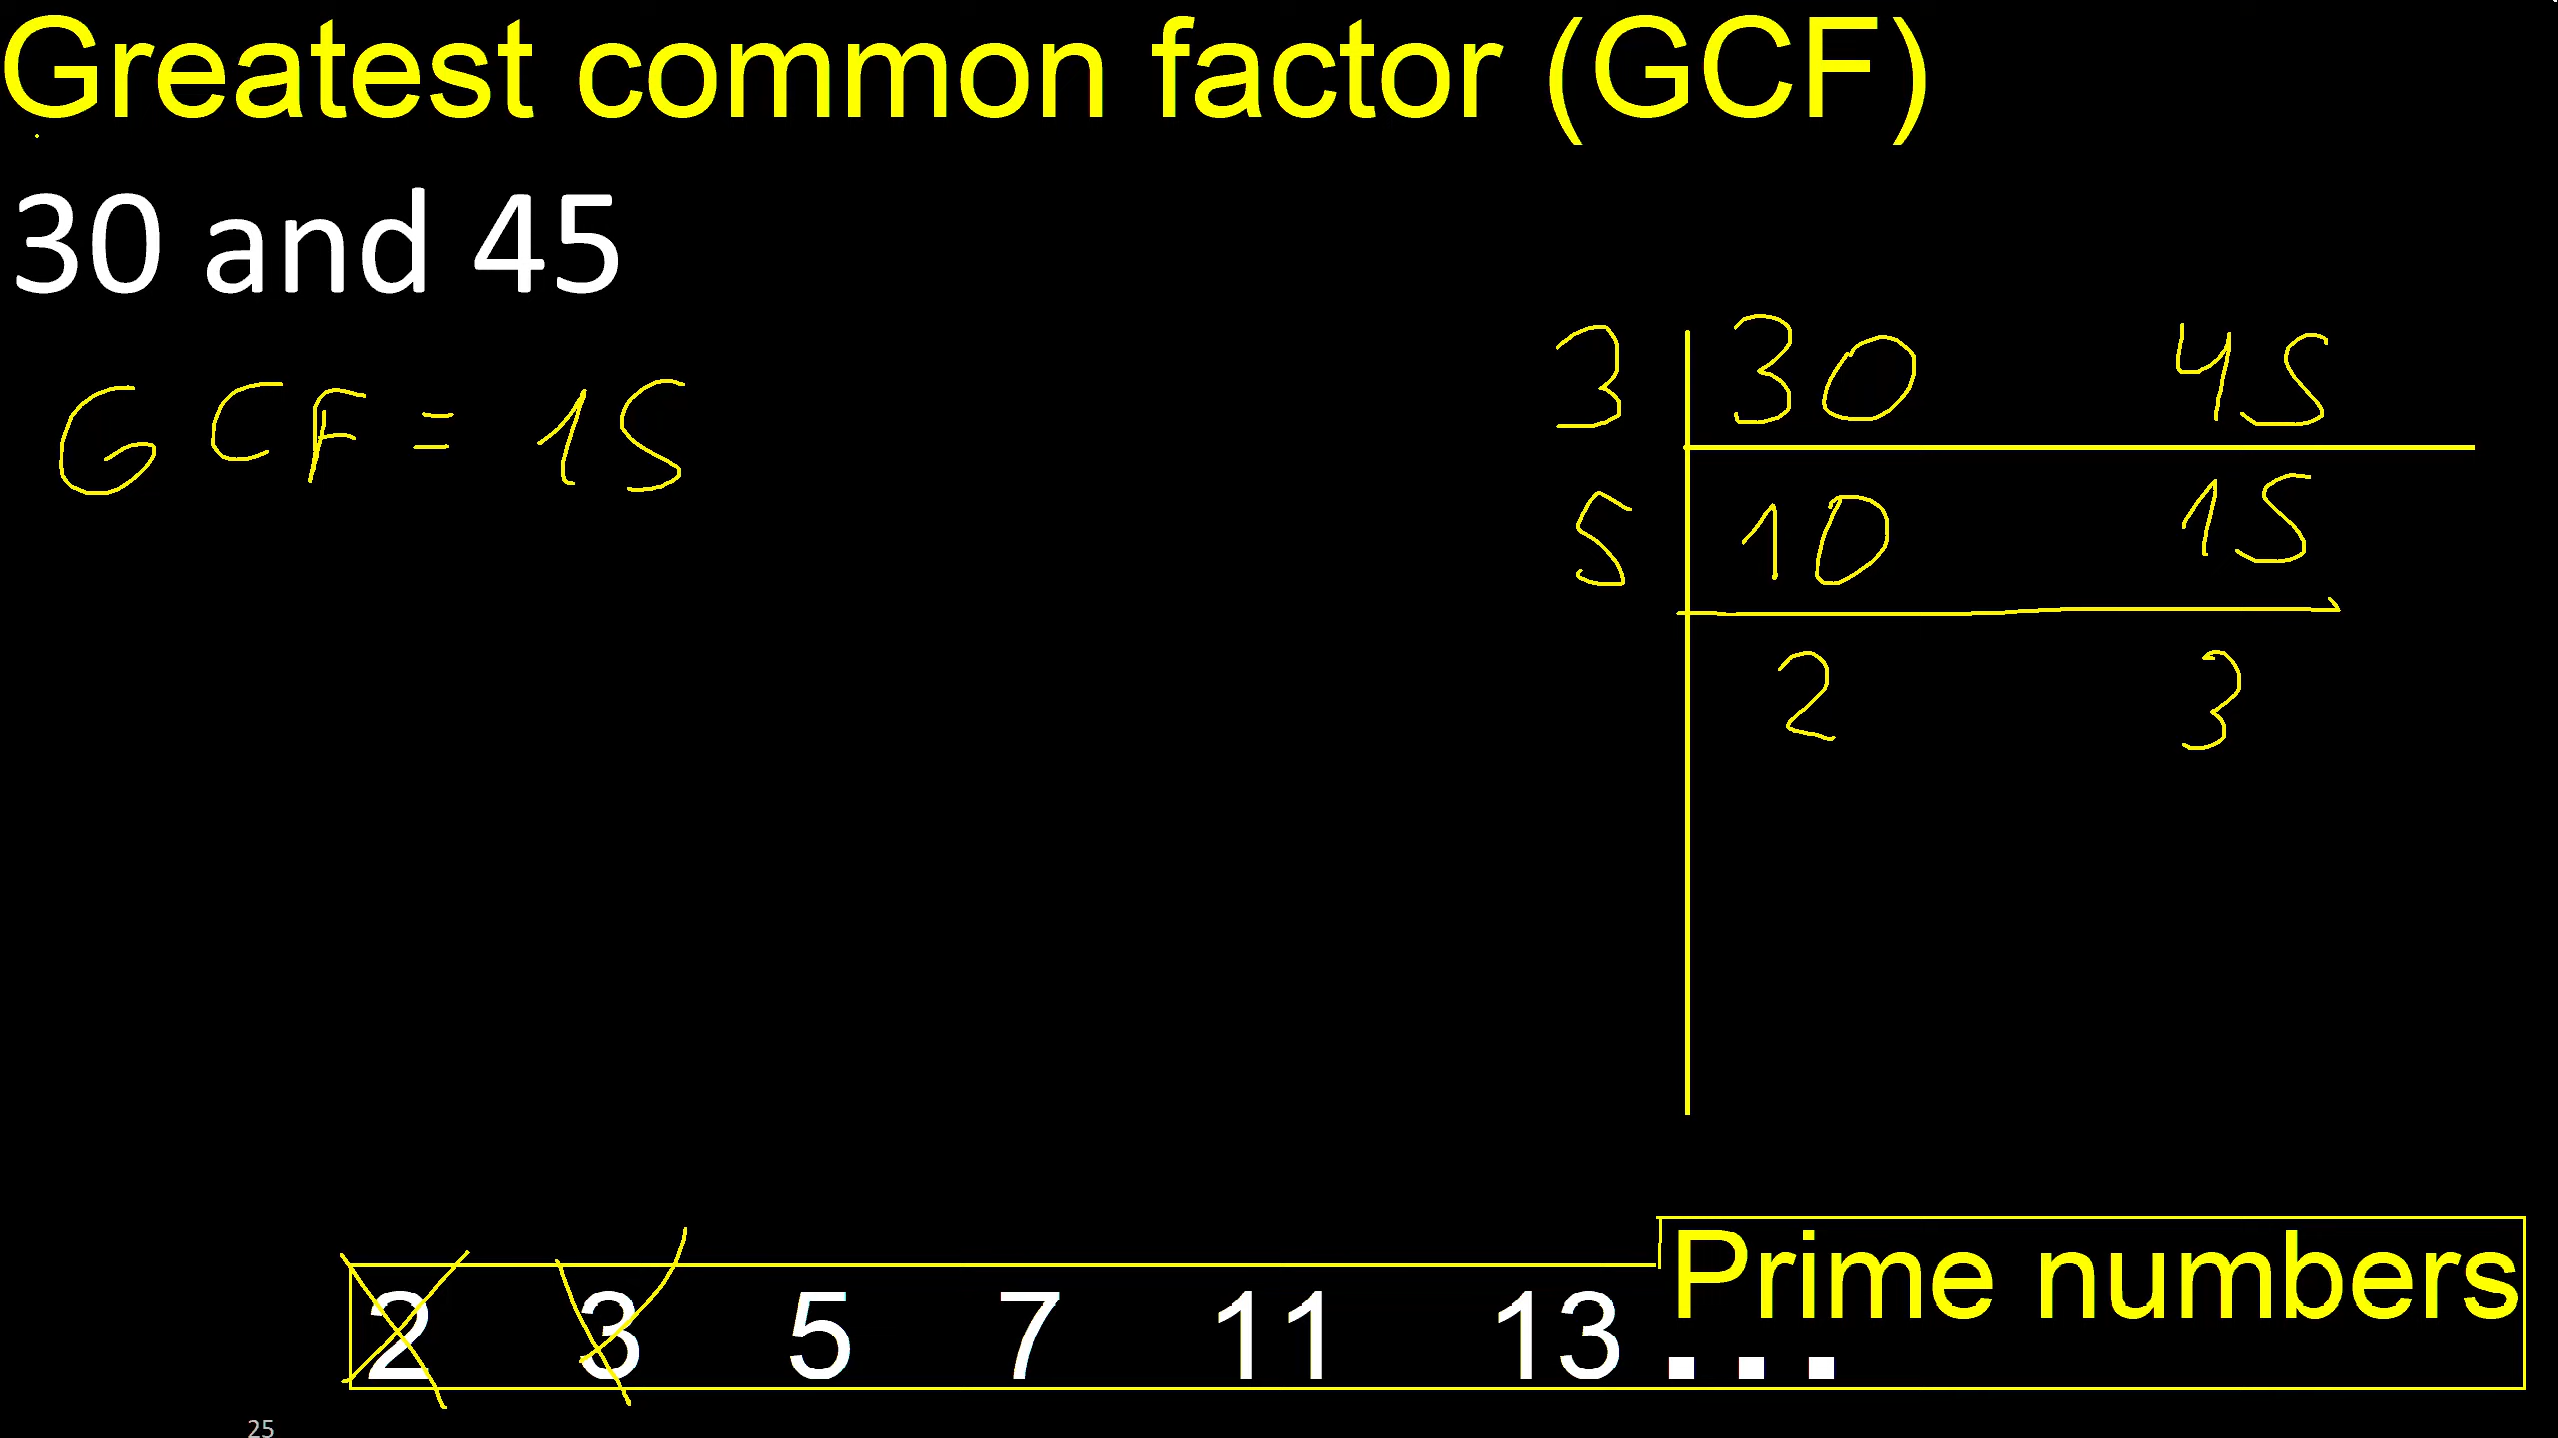 Greatest common factor (GCF)
30 and 45
GCF = 15
3 30 45
5 10 15
2 3
2 3 5 7 11 13 ...
Prime numbers
25